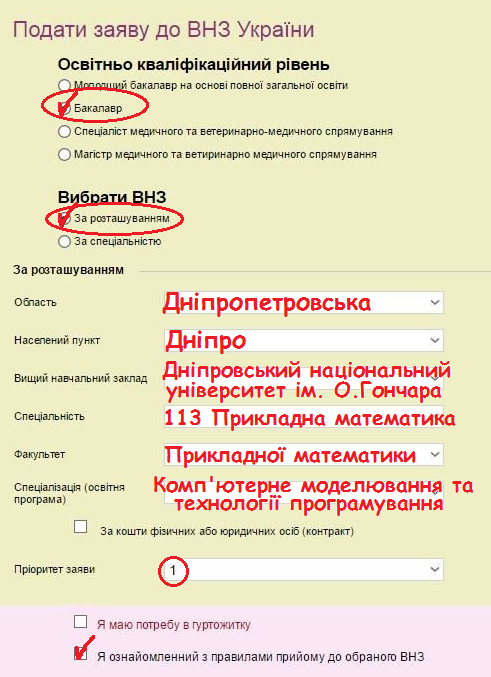 Подати заяву до ВНЗ України
Освітньо кваліфікаційний рівень
Молодший бакалавр на основі повної загальної освіти
Бакалавр
Спеціаліст медичного та ветеринарно-медичного спрямування
Магістр медичного та ветиринарно медичного спрямування
Вибрати ВНЗ
За розташуванням
За спеціальністю
За розташуванням
Область Дніпропетровська
Населений пункт Дніпро
Вищий навчальний заклад Дніпровський національний
університет ім. О.Гончара
Спеціальність 113 Прикладна математика
Факультет Прикладної математики
Спеціалізація (освітня програма) Комп'ютерне моделювання та
технології програмування
За кошти фізичних або юридичних осіб (контракт)
Пріоритет заяви 1
Я маю потребу в гуртожитку
Я ознайомленний з правилами прийому до обраного ВНЗ